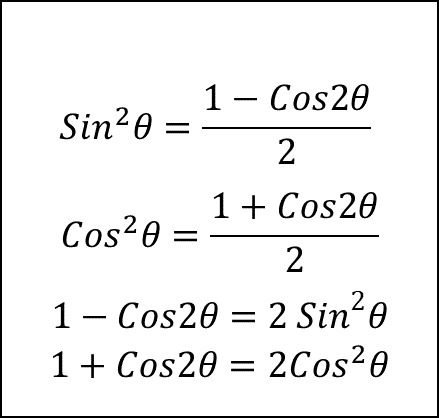 Sin²θ = (1 − Cos2θ)/2
Cos²θ = (1 + Cos2θ)/2
1 − Cos2θ = 2 Sin²θ
1 + Cos2θ = 2Cos²θ